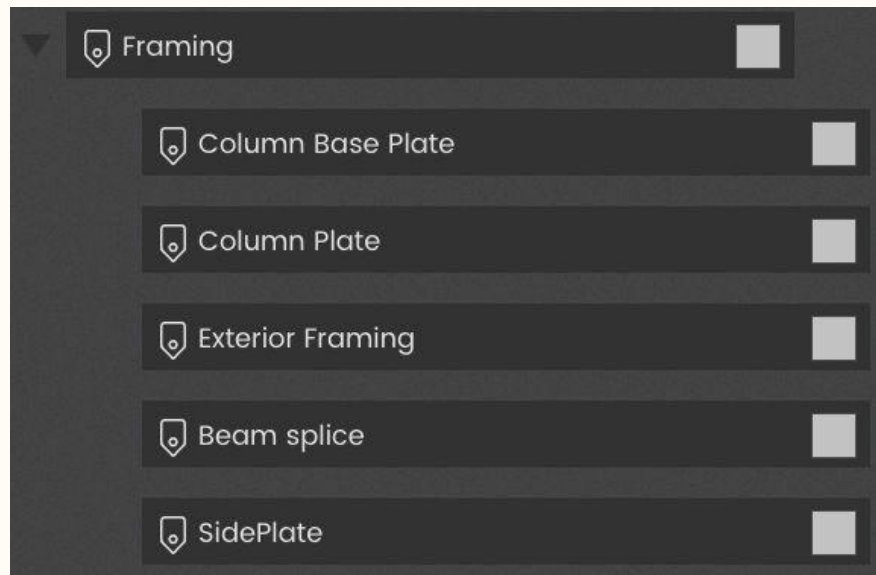 Framing
Column Base Plate
Column Plate
Exterior Framing
Beam splice
SidePlate